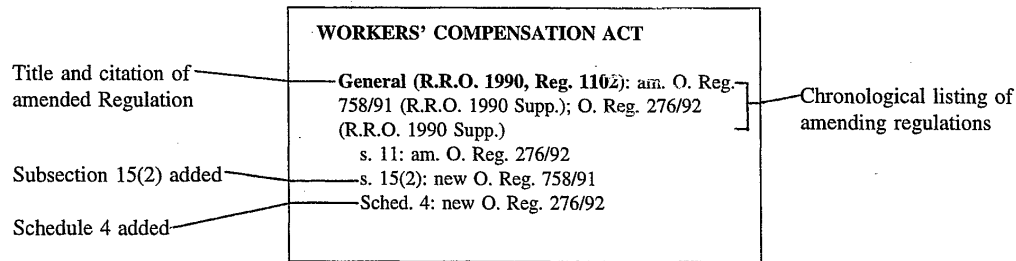 WORKERS' COMPENSATION ACT
Title and citation of
amended Regulation
General (R.R.O. 1990, Reg. 1102): am. O. Reg.
758/91 (R.R.O. 1990 Supp.); O. Reg. 276/92
(R.R.O. 1990 Supp.)
Chronological listing of
amending regulations
s. 11: am. O. Reg. 276/92
Subsection 15(2) added
s. 15(2): new O. Reg. 758/91
Schedule 4 added
Sched. 4: new O. Reg. 276/92